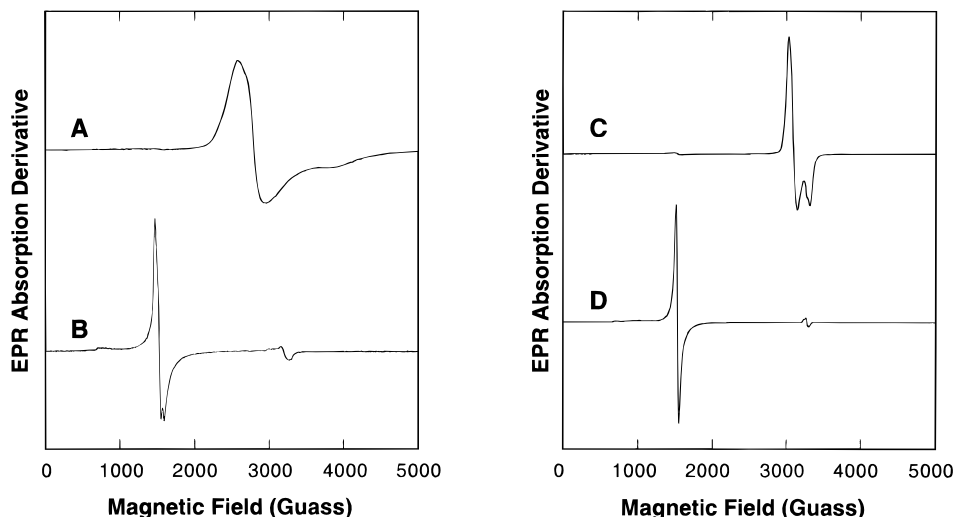 EPR Absorption Derivative
A
B
0 1000 2000 3000 4000 5000
Magnetic Field (Guass)
EPR Absorption Derivative
C
D
0 1000 2000 3000 4000 5000
Magnetic Field (Guass)